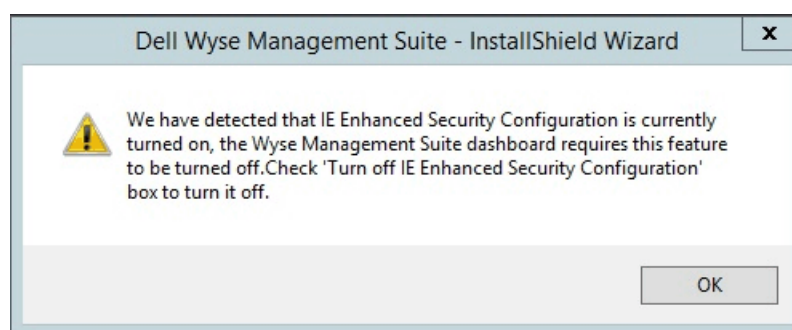 Dell Wyse Management Suite - InstallShield Wizard
x
We have detected that IE Enhanced Security Configuration is currently
turned on, the Wyse Management Suite dashboard requires this feature
to be turned off.Check 'Turn off IE Enhanced Security Configuration'
box to turn it off.
OK